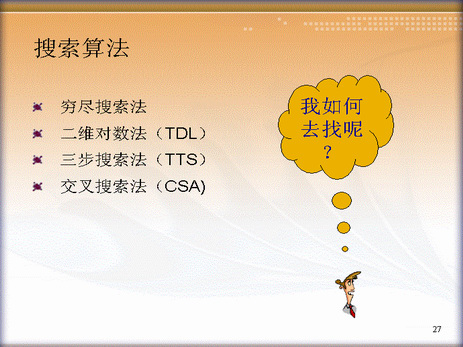 搜索算法
穷尽搜索法
二维对数法（TDL）
三步搜索法（TTS）
交叉搜索法（CSA)
我如何
去找呢
？
27